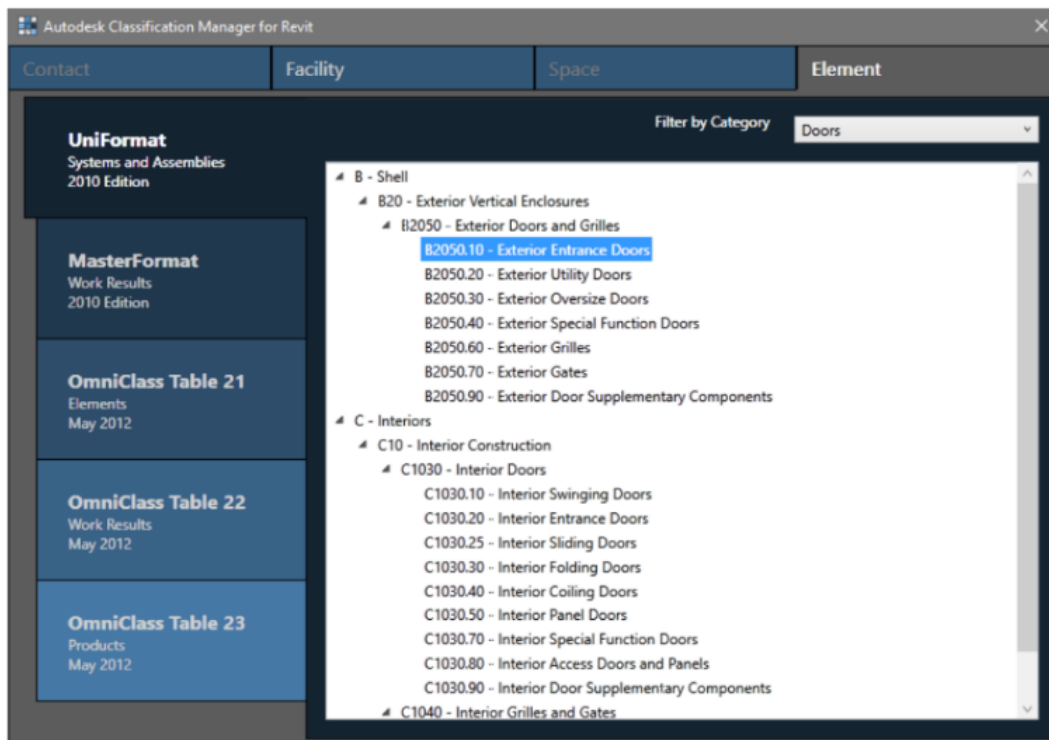 Autodesk Classification Manager for Revit
Contact
Facility
Space
Element
UniFormat
Systems and Assemblies
2010 Edition
MasterFormat
Work Results
2010 Edition
OmniClass Table 21
Elements
May 2012
OmniClass Table 22
Work Results
May 2012
OmniClass Table 23
Products
May 2012
Filter by Category
Doors
B - Shell
B20 - Exterior Vertical Enclosures
B2050 - Exterior Doors and Grilles
B2050.10 - Exterior Entrance Doors
B2050.20 - Exterior Utility Doors
B2050.30 - Exterior Oversize Doors
B2050.40 - Exterior Special Function Doors
B2050.60 - Exterior Grilles
B2050.70 - Exterior Gates
B2050.90 - Exterior Door Supplementary Components
C - Interiors
C10 - Interior Construction
C1030 - Interior Doors
C1030.10 - Interior Swinging Doors
C1030.20 - Interior Entrance Doors
C1030.25 - Interior Sliding Doors
C1030.30 - Interior Folding Doors
C1030.40 - Interior Coiling Doors
C1030.50 - Interior Panel Doors
C1030.70 - Interior Special Function Doors
C1030.80 - Interior Access Doors and Panels
C1030.90 - Interior Door Supplementary Components
C1040 - Interior Grilles and Gates